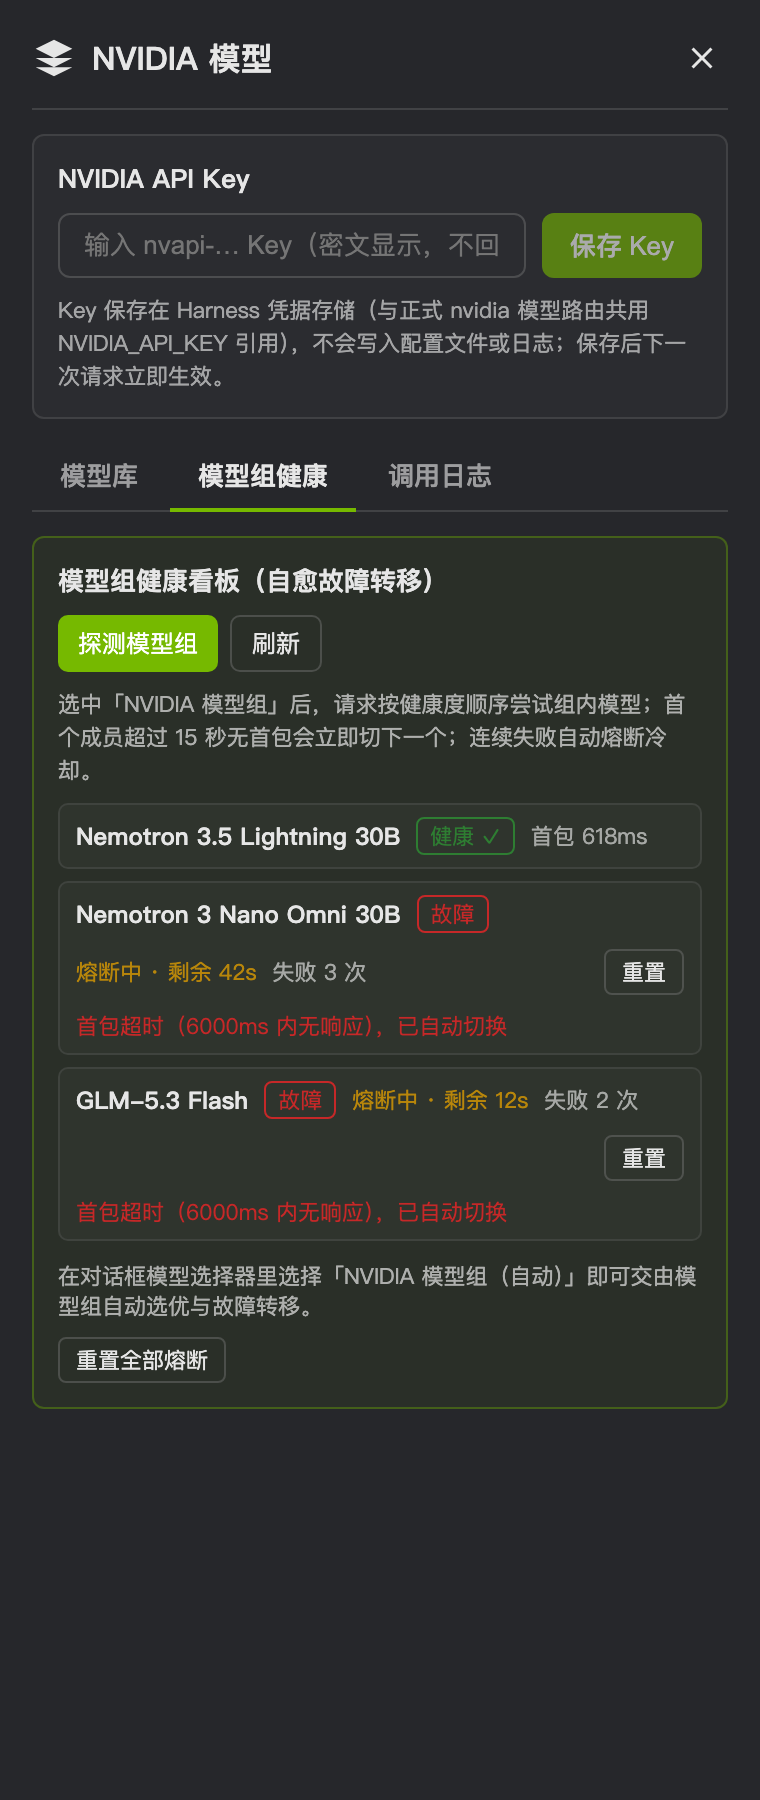 NVIDIA 模型
NVIDIA API Key
输入 nvapi-... Key（密文显示，不回
保存 Key
Key 保存在 Harness 凭据存储（与正式 nvidia 模型路由共用
NVIDIA_API_KEY 引用），不会写入配置文件或日志；保存后下一
次请求立即生效。
模型库 模型组健康 调用日志
模型组健康看板（自愈故障转移）
探测模型组 刷新
选中「NVIDIA 模型组」后，请求按健康度顺序尝试组内模型；首
个成员超过 15 秒无首包会立即切下一个；连续失败自动熔断冷
却。
Nemotron 3.5 Lightning 30B 健康 ✓ 首包 618ms
Nemotron 3 Nano Omni 30B 故障
熔断中 · 剩余 42s 失败 3 次 重置
首包超时（6000ms 内无响应），已自动切换
GLM-5.3 Flash 故障 熔断中 · 剩余 12s 失败 2 次
重置
首包超时（6000ms 内无响应），已自动切换
在对话框模型选择器里选择「NVIDIA 模型组（自动）」即可交由模
型组自动选优与故障转移。
重置全部熔断